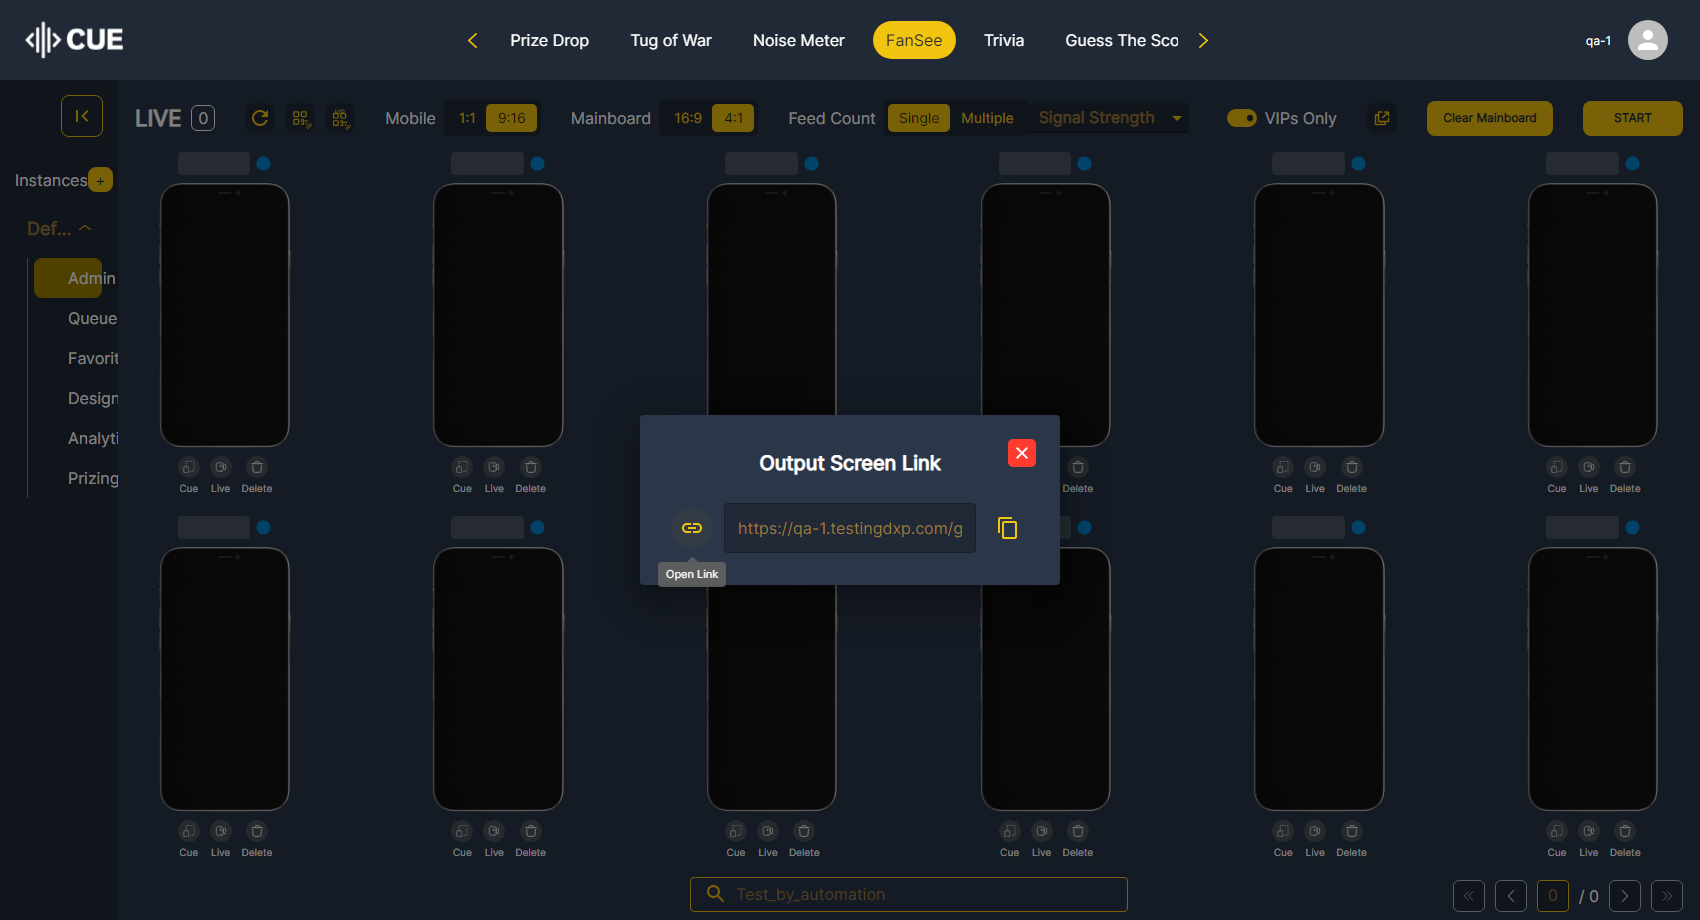 CUE
Prize Drop Tug of War Noise Meter FanSee Trivia Guess The Sco
qa-1
LIVE 0 Mobile 1:1 9:16 Mainboard 16:9 4:1 Feed Count Single Multiple Signal Strength VIPs Only Clear Mainboard START
Instances +
Def...
Admin
Queue
Favorit
Design
Analyti
Prizing
Cue Live Delete Cue Live Delete Delete Cue Live Delete Cue Live Delete
Output Screen Link
https://qa-1.testingdxp.com/g
Open Link
Cue Live Delete Cue Live Delete Cue Live Delete Cue Live Delete Cue Live Delete Cue Live Delete
Test_by_automation
0 / 0